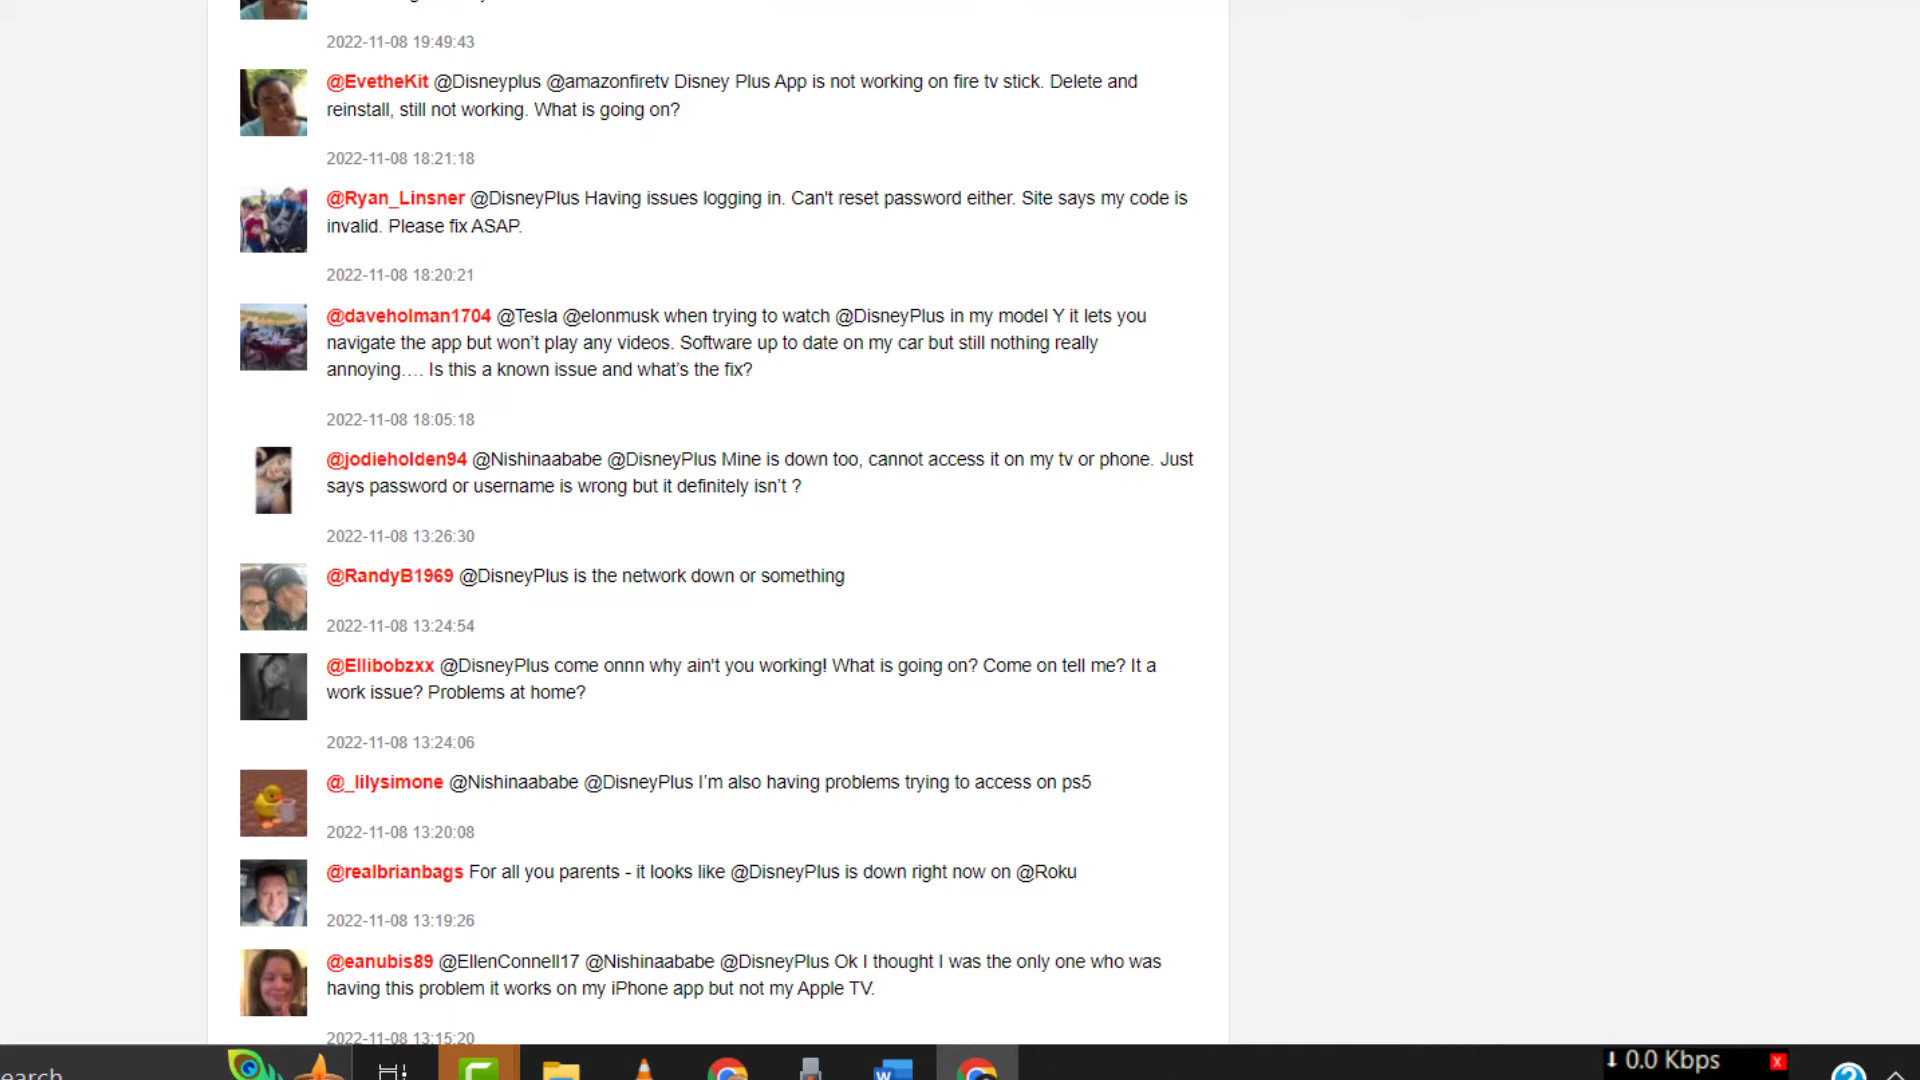 2022-11-08 19:49:43
@EvetheKit @Disneyplus @amazonfiretv Disney Plus App is not working on fire tv stick. Delete and
reinstall, still not working. What is going on?
2022-11-08 18:21:18
@Ryan_Linsner @DisneyPlus Having issues logging in. Can't reset password either. Site says my code is
invalid. Please fix ASAP.
2022-11-08 18:20:21
@daveholman1704 @Tesla @elonmusk when trying to watch @DisneyPlus in my model Y it lets you
navigate the app but won’t play any videos. Software up to date on my car but still nothing really
annoying…. Is this a known issue and what’s the fix?
2022-11-08 18:05:18
@jodieholden94 @Nishinaababe @DisneyPlus Mine is down too, cannot access it on my tv or phone. Just
says password or username is wrong but it definitely isn’t ?
2022-11-08 13:26:30
@RandyB1969 @DisneyPlus is the network down or something
2022-11-08 13:24:54
@Ellibobzxx @DisneyPlus come onnn why ain't you working! What is going on? Come on tell me? It a
work issue? Problems at home?
2022-11-08 13:24:06
@_lilysimone @Nishinaababe @DisneyPlus I’m also having problems trying to access on ps5
2022-11-08 13:20:08
@realbrianbags For all you parents - it looks like @DisneyPlus is down right now on @Roku
2022-11-08 13:19:26
@eanubis89 @EllenConnell17 @Nishinaababe @DisneyPlus Ok I thought I was the only one who was
having this problem it works on my iPhone app but not my Apple TV.
2022-11-08 13:15:20
earch
0.0 Kbps